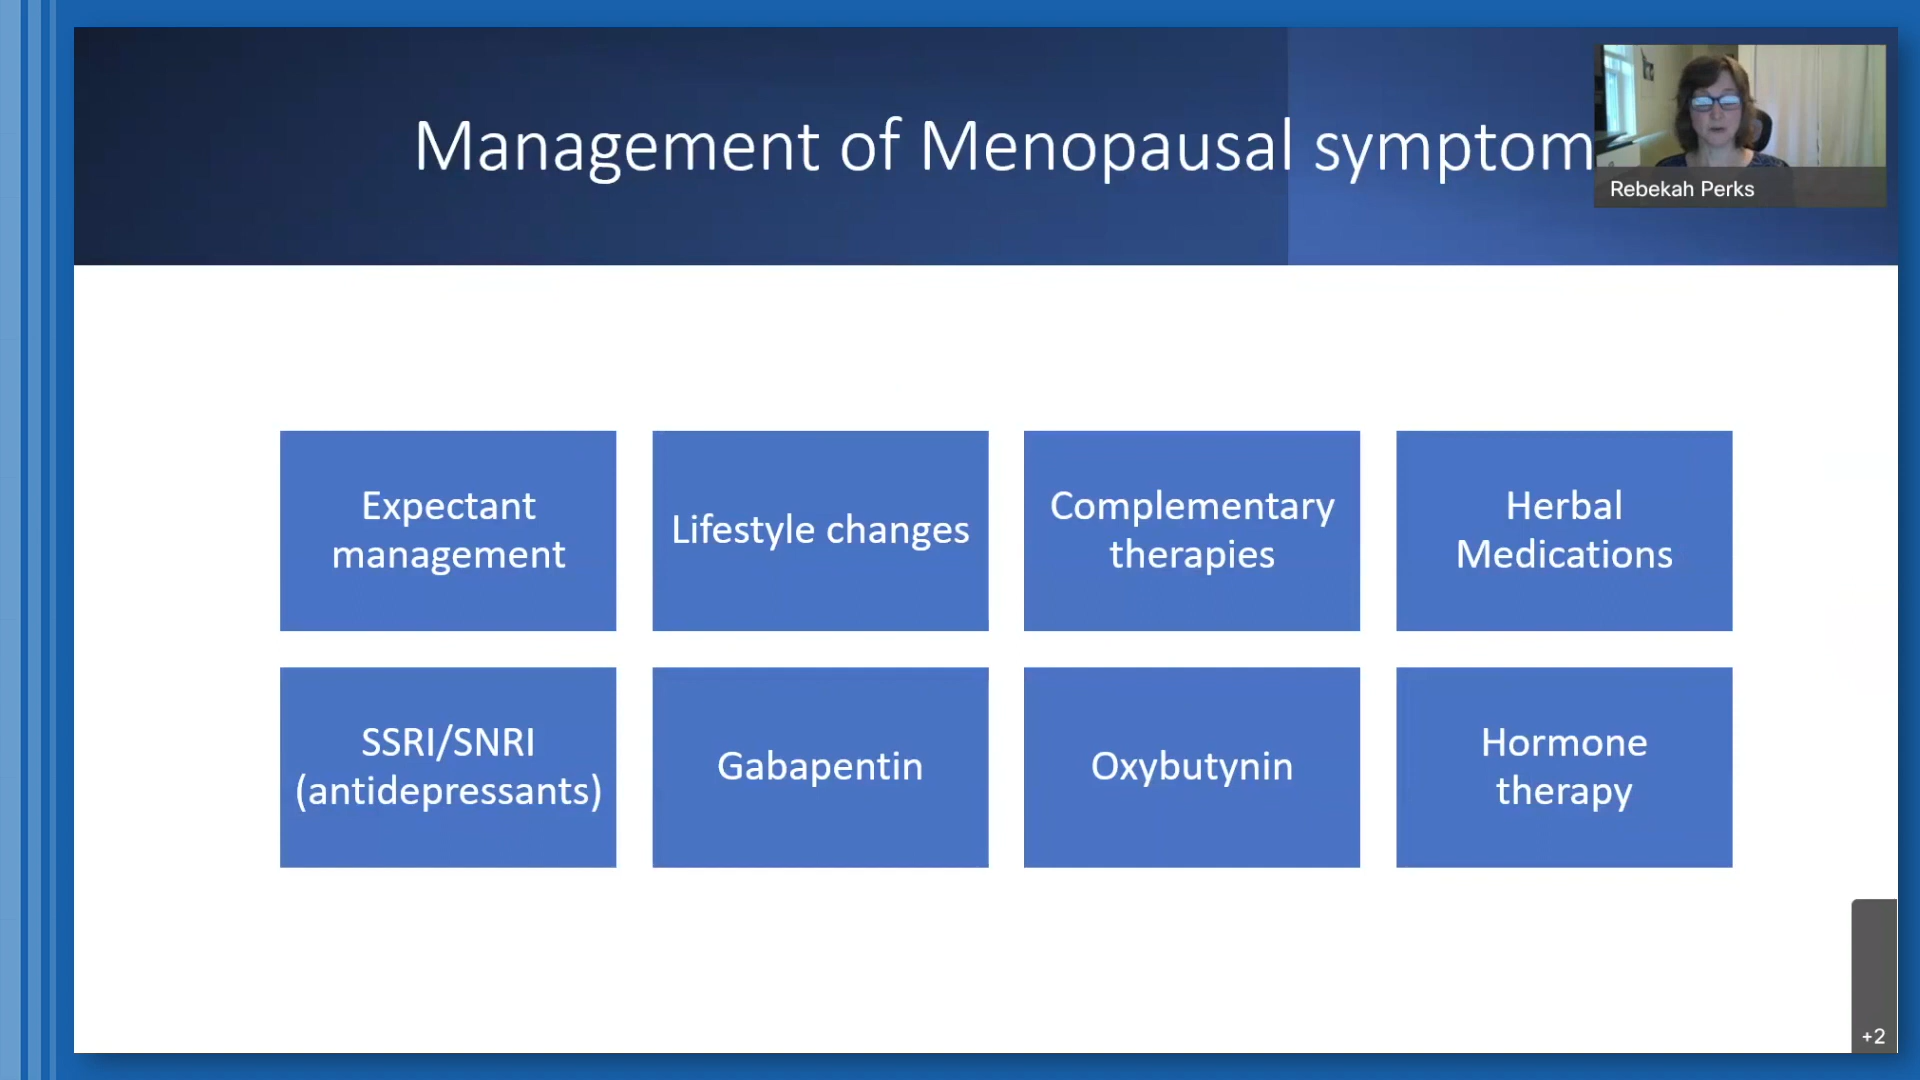 Management of Menopausal symptom
Rebekah Perks
Expectant
management
Lifestyle changes
Complementary
therapies
Herbal
Medications
SSRI/SNRI
(antidepressants)
Gabapentin
Oxybutynin
Hormone
therapy
+2